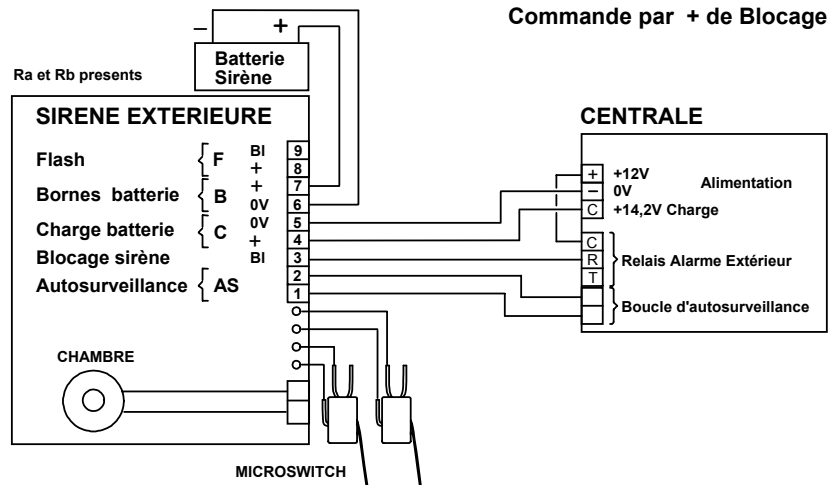 Commande par + de Blocage
– +
Batterie
Sirène
Ra et Rb presents
SIRENE EXTERIEURE
Flash { F Bl 9
+ 8
Bornes batterie { B + 7
0V 6
Charge batterie { C 0V 5
+ 4
Blocage sirène Bl 3
Autosurveillance { AS 2
1
CHAMBRE
MICROSWITCH
CENTRALE
+ +12V
– 0V
Alimentation
C +14,2V Charge
C
R Relais Alarme Extérieur
T
Boucle d'autosurveillance